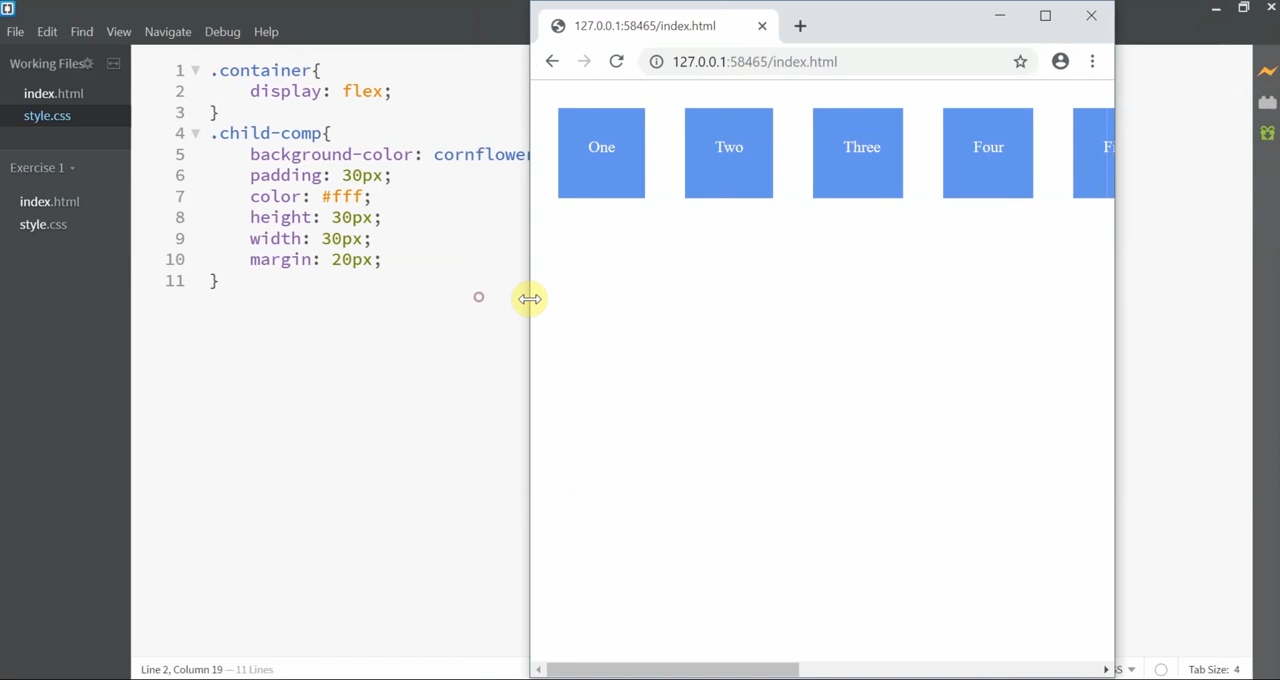 File Edit Find View Navigate Debug Help
Working Files
index.html
style.css
Exercise 1
index.html
style.css
1 .container{
2 display: flex;
3 }
4 .child-comp{
5 background-color: cornflower
6 padding: 30px;
7 color: #fff;
8 height: 30px;
9 width: 30px;
10 margin: 20px;
11 }
Line 2, Column 19 — 11 Lines
127.0.0.1:58465/index.html
127.0.0.1:58465/index.html
One Two Three Four Fi
Tab Size: 4